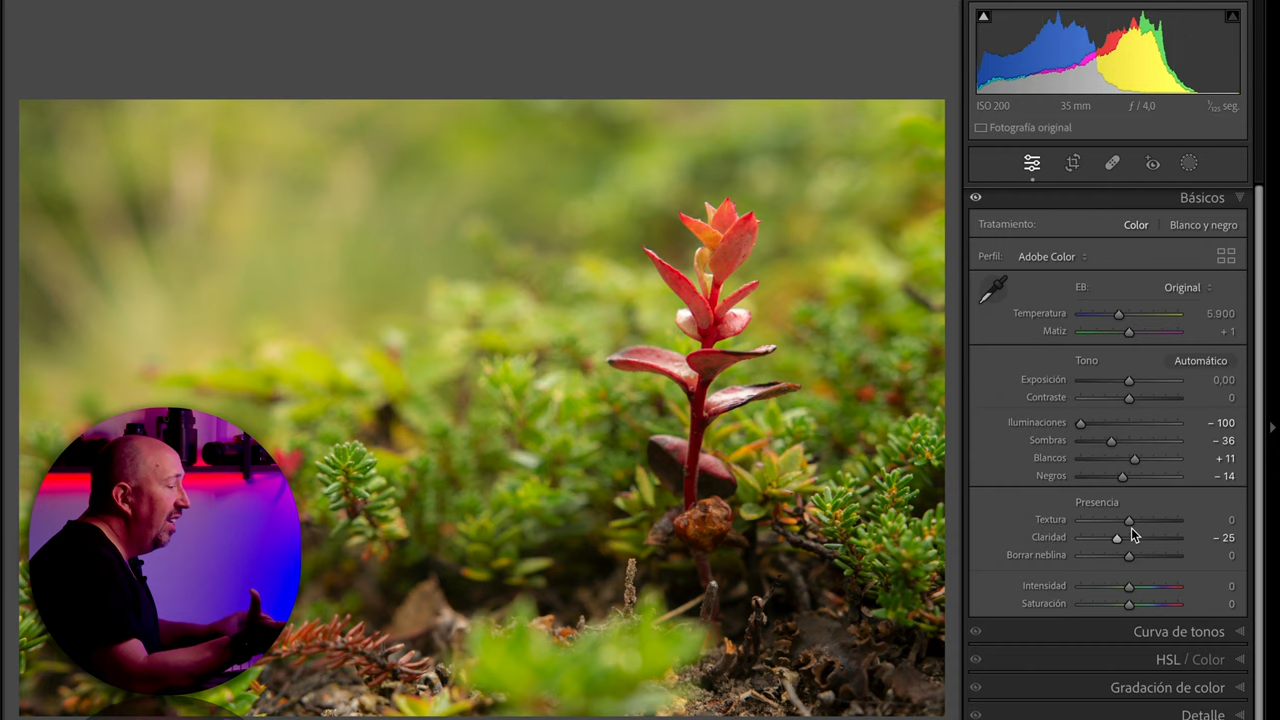 ISO 200 35 mm ƒ / 4,0 1/125 seg.
Fotografía original
Básicos
Tratamiento: Color Blanco y negro
Perfil: Adobe Color
EB: Original
Temperatura 5.900
Matiz + 1
Tono Automático
Exposición 0,00
Contraste 0
Iluminaciones – 100
Sombras – 36
Blancos + 11
Negros – 14
Presencia
Textura 0
Claridad – 25
Borrar neblina 0
Intensidad 0
Saturación 0
Curva de tonos
HSL / Color
Gradación de color
Detalle